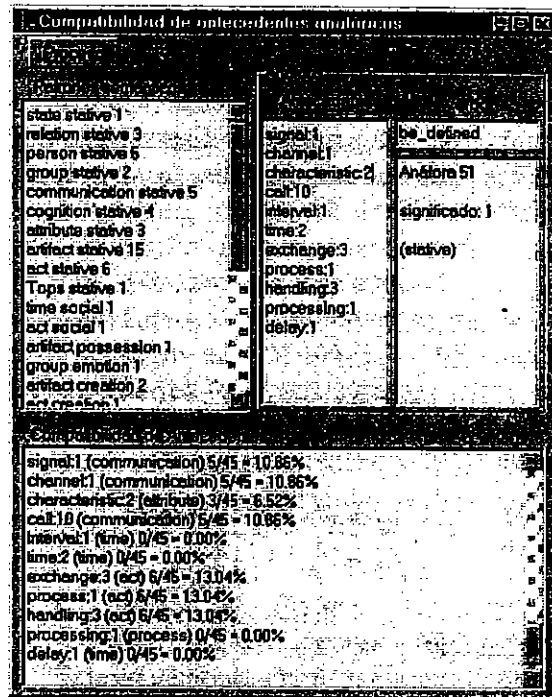 Compatibilidad de antecedentes anafóricos
state stative 1
relation stative 3
person stative 6
group stative 2
communication stative 5
cognition stative 4
attribute stative 3
artifact stative 15
act stative 6
Tops stative 1
time social 1
act social 1
artifact possession 1
group emotion 1
artifact creation 2
act creation 1
signal:1
channel:1
characteristic:2
call:10
interval:1
time:2
exchange:3
process:1
handling:3
processing:1
delay:1
be_defined
Anáfora 51
significado: 1
(stative)
signal:1 (communication) 5/45 = 10.86%
channel:1 (communication) 5/45 = 10.86%
characteristic:2 (attribute) 3/45 = 6.52%
call:10 (communication) 5/45 = 10.86%
interval:1 (time) 0/45 = 0.00%
time:2 (time) 0/45 = 0.00%
exchange:3 (act) 6/45 = 13.04%
process:1 (act) 6/45 = 13.04%
handling:3 (act) 6/45 = 13.04%
processing:1 (process) 0/45 = 0.00%
delay:1 (time) 0/45 = 0.00%